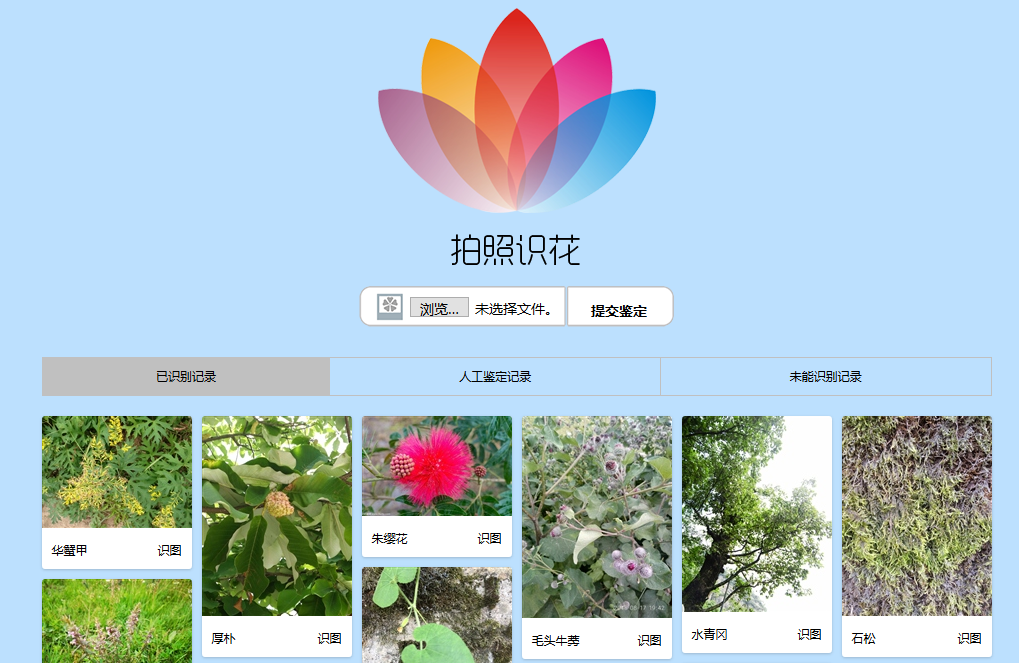 拍照识花
浏览... 未选择文件。 提交鉴定
已识别记录 人工鉴定记录 未能识别记录
华蟹甲 识图
厚朴 识图
朱缨花 识图
毛头牛蒡 识图
水青冈 识图
石松 识图